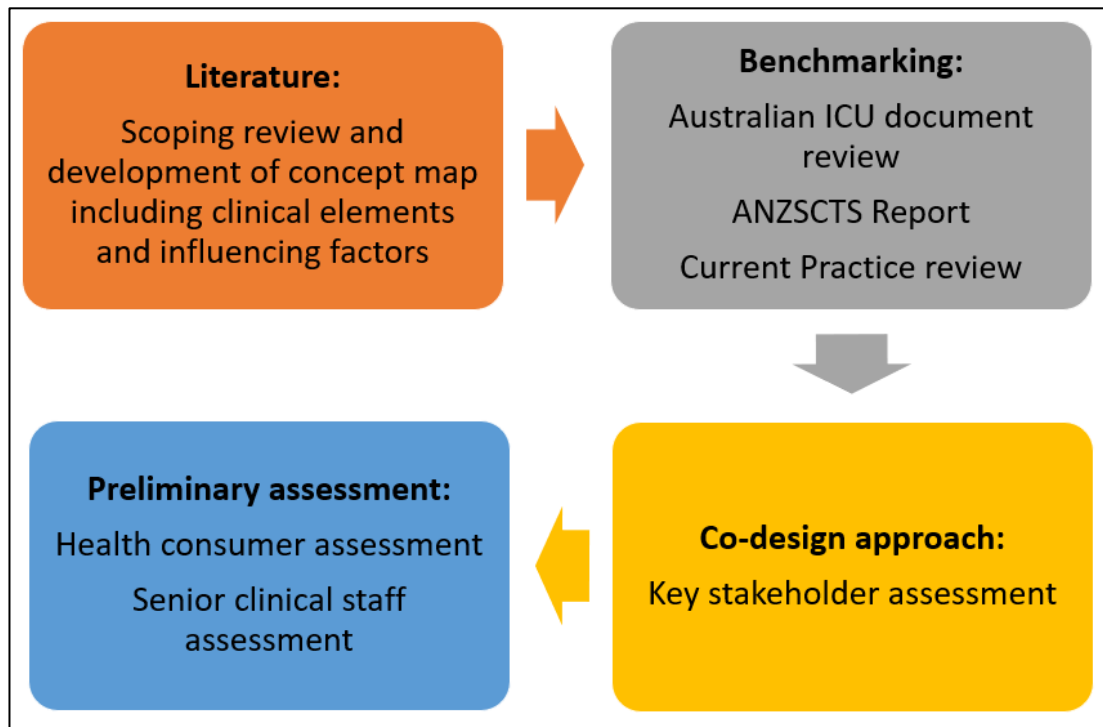 Literature:
Scoping review and
development of concept map
including clinical elements
and influencing factors
Benchmarking:
Australian ICU document
review
ANZSCTS Report
Current Practice review
Co-design approach:
Key stakeholder assessment
Preliminary assessment:
Health consumer assessment
Senior clinical staff
assessment